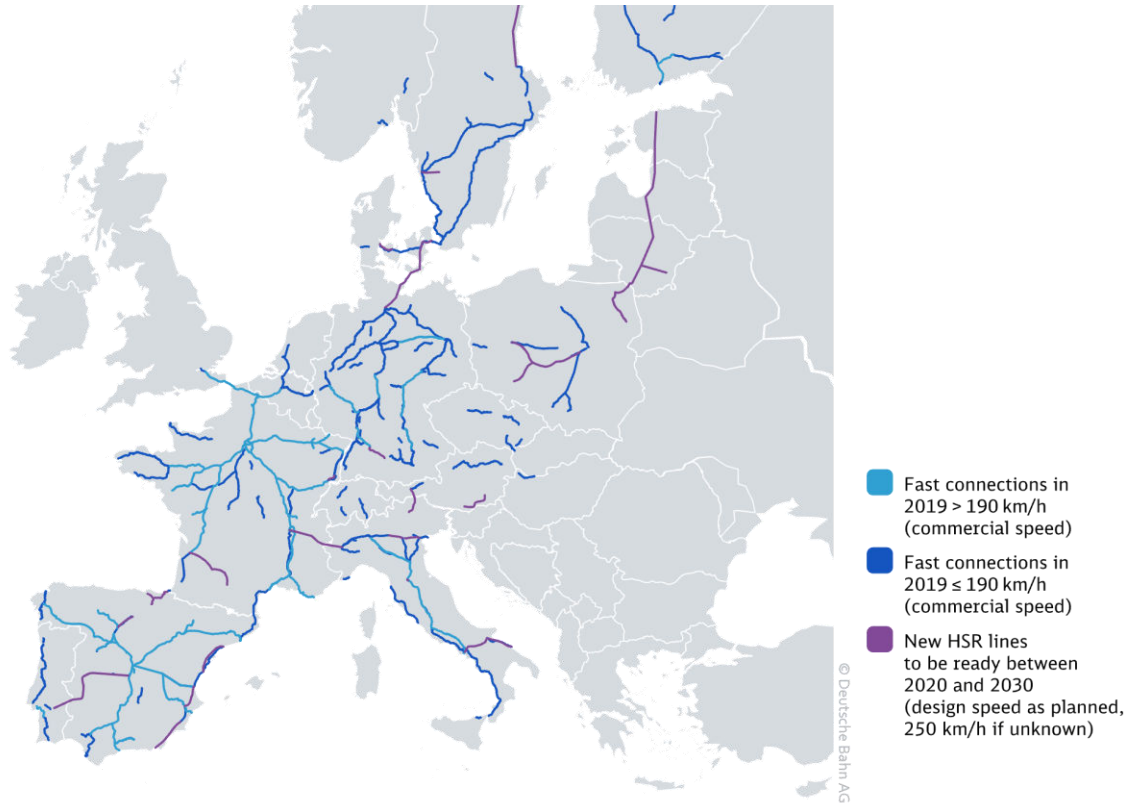 Fast connections in
2019 > 190 km/h
(commercial speed)
Fast connections in
2019 ≤ 190 km/h
(commercial speed)
New HSR lines
to be ready between
2020 and 2030
(design speed as planned,
250 km/h if unknown)
© Deutsche Bahn AG